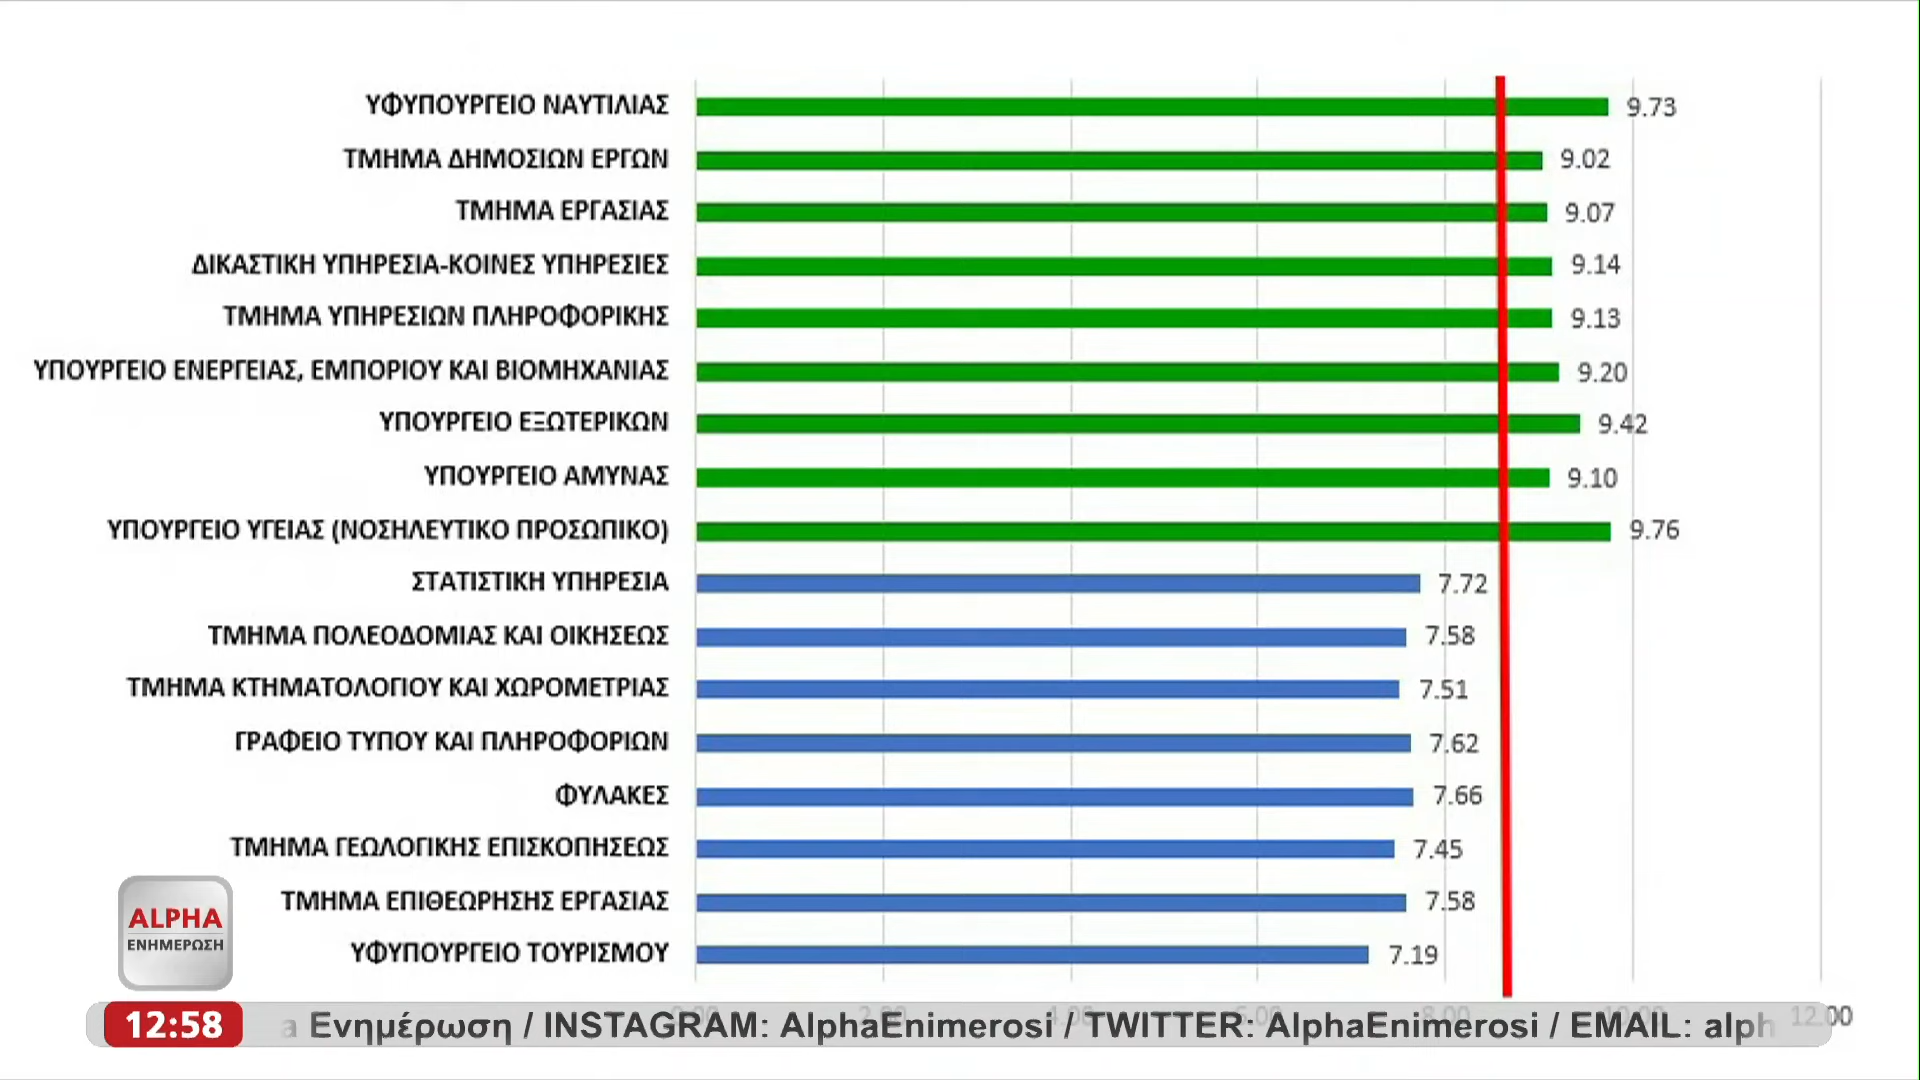 ΥΦΥΠΟΥΡΓΕΙΟ ΝΑΥΤΙΛΙΑΣ 9.73
ΤΜΗΜΑ ΔΗΜΟΣΙΩΝ ΕΡΓΩΝ 9.02
ΤΜΗΜΑ ΕΡΓΑΣΙΑΣ 9.07
ΔΙΚΑΣΤΙΚΗ ΥΠΗΡΕΣΙΑ-ΚΟΙΝΕΣ ΥΠΗΡΕΣΙΕΣ 9.14
ΤΜΗΜΑ ΥΠΗΡΕΣΙΩΝ ΠΛΗΡΟΦΟΡΙΚΗΣ 9.13
ΥΠΟΥΡΓΕΙΟ ΕΝΕΡΓΕΙΑΣ, ΕΜΠΟΡΙΟΥ ΚΑΙ ΒΙΟΜΗΧΑΝΙΑΣ 9.20
ΥΠΟΥΡΓΕΙΟ ΕΞΩΤΕΡΙΚΩΝ 9.42
ΥΠΟΥΡΓΕΙΟ ΑΜΥΝΑΣ 9.10
ΥΠΟΥΡΓΕΙΟ ΥΓΕΙΑΣ (ΝΟΣΗΛΕΥΤΙΚΟ ΠΡΟΣΩΠΙΚΟ) 9.76
ΣΤΑΤΙΣΤΙΚΗ ΥΠΗΡΕΣΙΑ 7.72
ΤΜΗΜΑ ΠΟΛΕΟΔΟΜΙΑΣ ΚΑΙ ΟΙΚΗΣΕΩΣ 7.58
ΤΜΗΜΑ ΚΤΗΜΑΤΟΛΟΓΙΟΥ ΚΑΙ ΧΩΡΟΜΕΤΡΙΑΣ 7.51
ΓΡΑΦΕΙΟ ΤΥΠΟΥ ΚΑΙ ΠΛΗΡΟΦΟΡΙΩΝ 7.62
ΦΥΛΑΚΕΣ 7.66
ΤΜΗΜΑ ΓΕΩΛΟΓΙΚΗΣ ΕΠΙΣΚΟΠΗΣΕΩΣ 7.45
ΤΜΗΜΑ ΕΠΙΘΕΩΡΗΣΗΣ ΕΡΓΑΣΙΑΣ 7.58
ΥΦΥΠΟΥΡΓΕΙΟ ΤΟΥΡΙΣΜΟΥ 7.19
ALPHA
ΕΝΗΜΕΡΩΣΗ
12:58 a Ενημέρωση / INSTAGRAM: AlphaEnimerosi / TWITTER: AlphaEnimerosi / EMAIL: alph
12.00